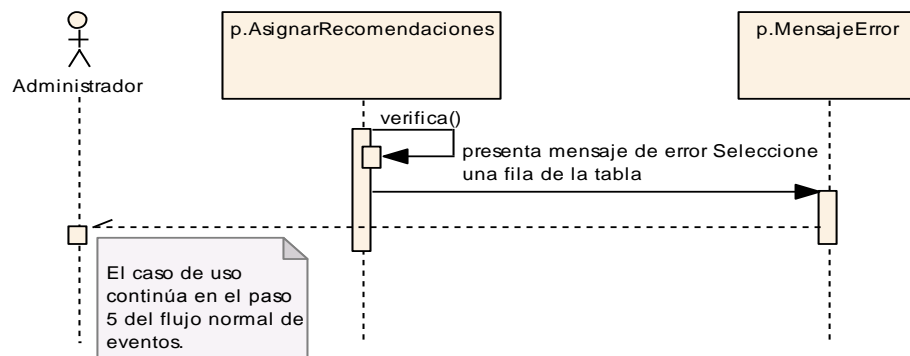 p.AsignarRecomendaciones
p.MensajeError
Administrador
verifica()
presenta mensaje de error Seleccione
una fila de la tabla
El caso de uso
continúa en el paso
5 del flujo normal de
eventos.